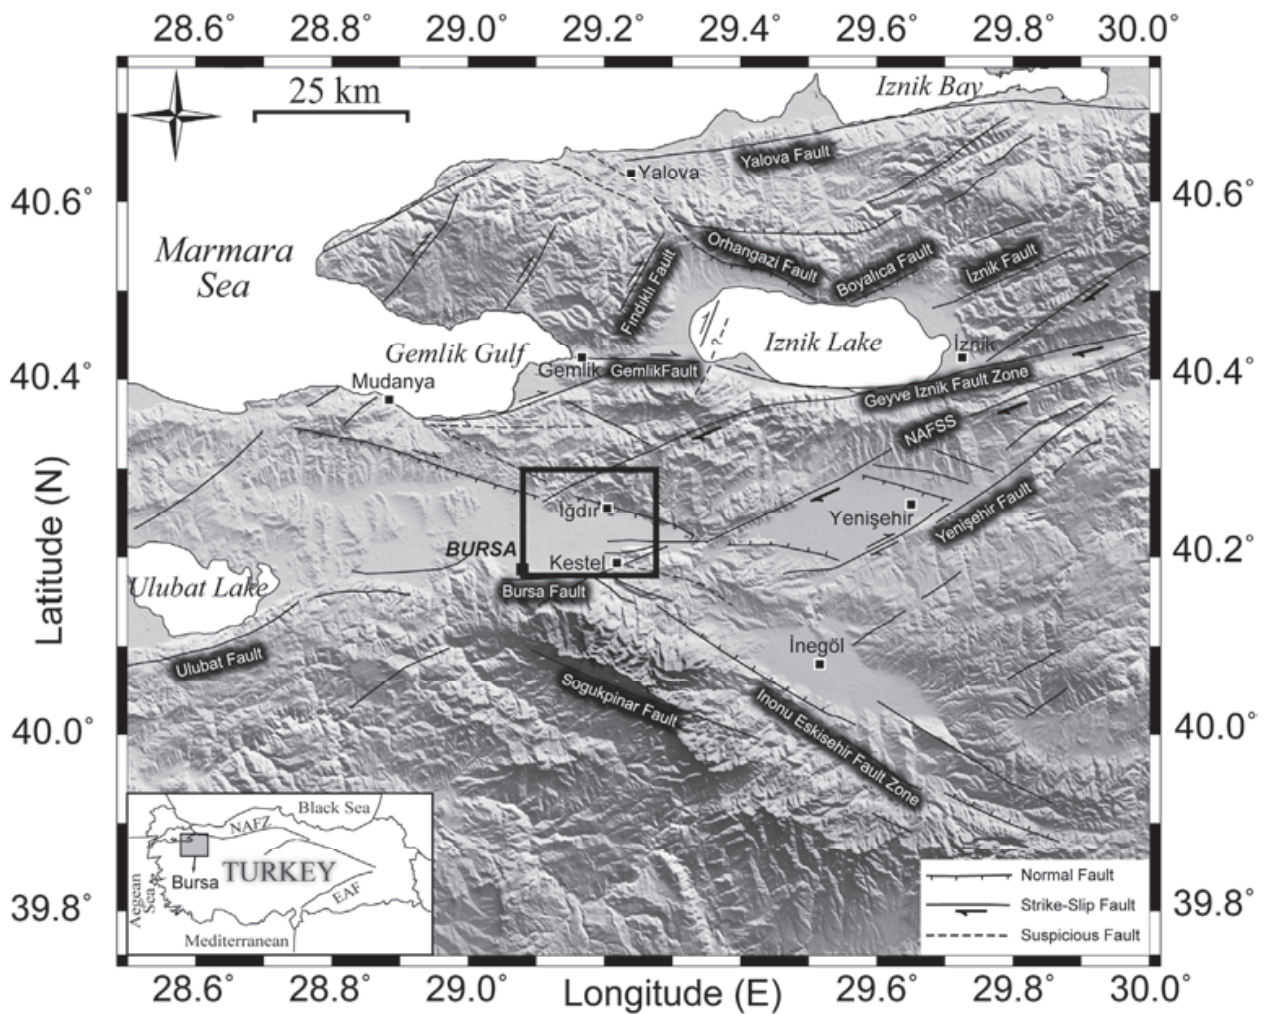 28.6° 28.8° 29.0° 29.2° 29.4° 29.6° 30.0°
25 km
Iznik Bay
Yalova Fault
Yalova
40.6° 40.6°
Marmara
Sea
Orhangazi Fault
Boyalıca Fault
İznik Fault
Fındıklı Fault
Gemlik Gulf
Iznik Lake
İznik
Gemlik
GemlikFault
40.4° 40.4°
Mudanya
Geyve Iznik Fault Zone
NAFSS
Iğdır
Yenişehir
Yenişehir Fault
BURSA
Kestel
40.2° 40.2°
Ulubat Lake
Bursa Fault
Latitude (N)
İnegöl
Ulubat Fault
Sogukpinar Fault
Inonu Eskisehir Fault Zone
40.0° 40.0°
Black Sea
NAFZ
TURKEY
Bursa
EAF
Aegean
Sea
Mediterranean
Normal Fault
Strike-Slip Fault
Suspicious Fault
39.8° 39.8°
28.6° 28.8° 29.0° Longitude (E) 29.6° 29.8° 30.0°